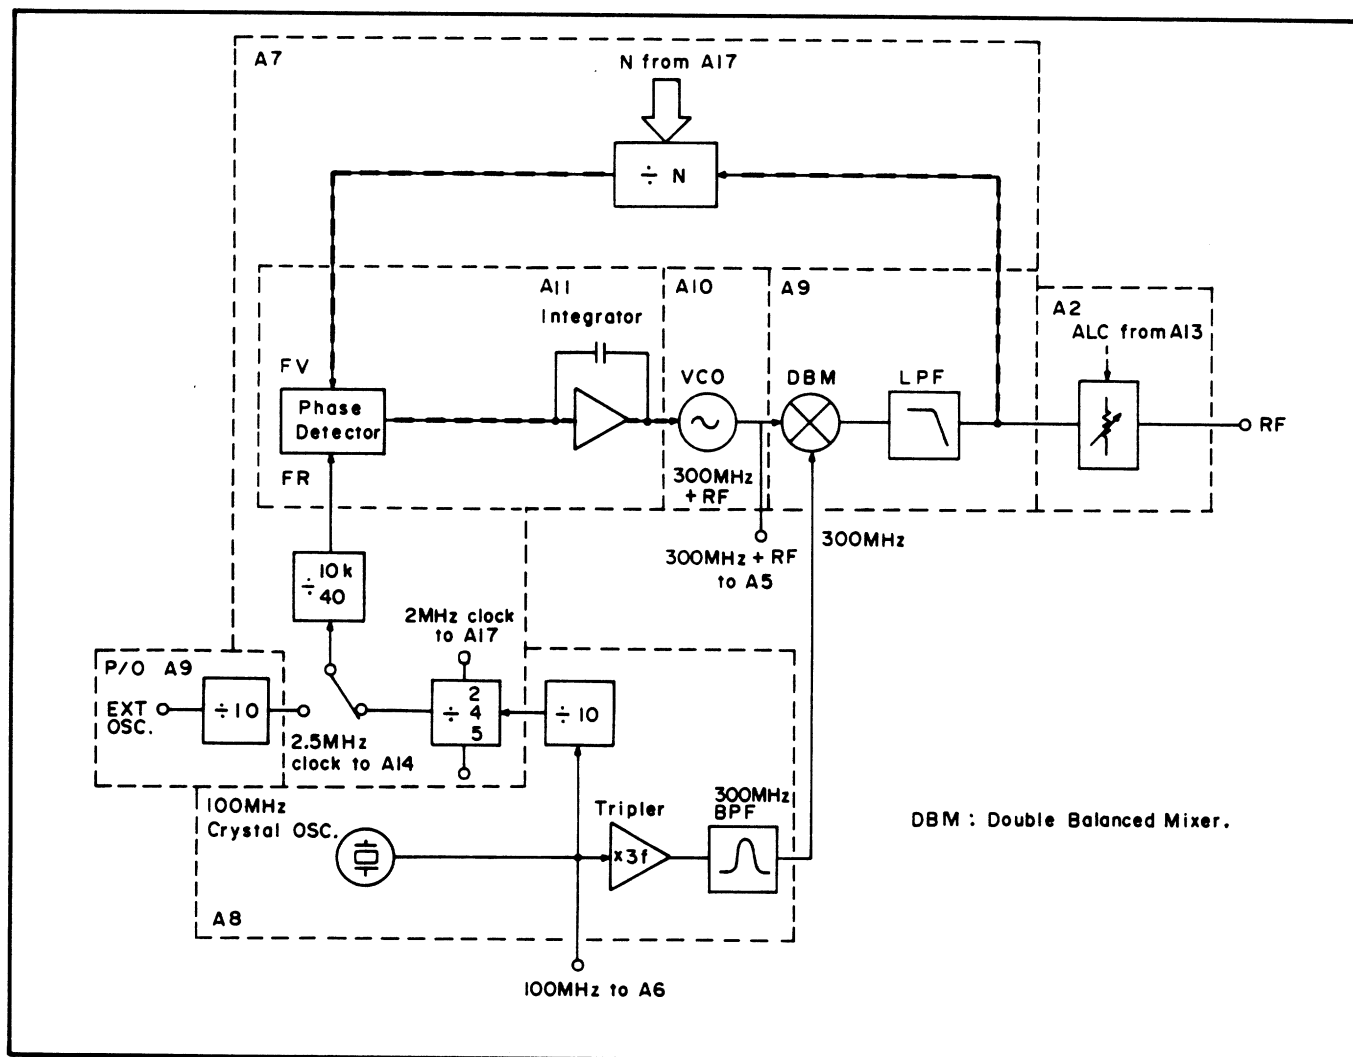 A7
N from A17
÷ N
A11
Integrator
A10
A9
A2
ALC from A13
FV
Phase
Detector
FR
VCO
300MHz
+ RF
DBM
LPF
RF
300MHz + RF
to A5
300MHz
÷ 10k
40
2MHz clock
to A17
P/O A9
EXT
OSC.
÷10
2.5MHz
clock to A14
÷ 2
4
5
÷ 10
100MHz
Crystal OSC.
Tripler
x3f
300MHz
BPF
DBM : Double Balanced Mixer.
A8
100MHz to A6